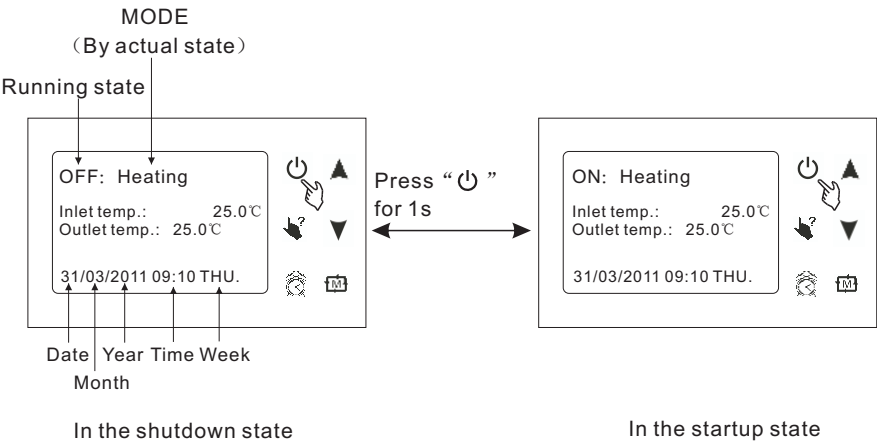 MODE
（By actual state）
Running state
OFF: Heating
Inlet temp.: 25.0℃
Outlet temp.: 25.0℃
31/03/2011 09:10 THU.
Date Year Time Week
Month
In the shutdown state
Press “⏻ ”
for 1s
ON: Heating
Inlet temp.: 25.0℃
Outlet temp.: 25.0℃
31/03/2011 09:10 THU.
In the startup state
?
M
?
M